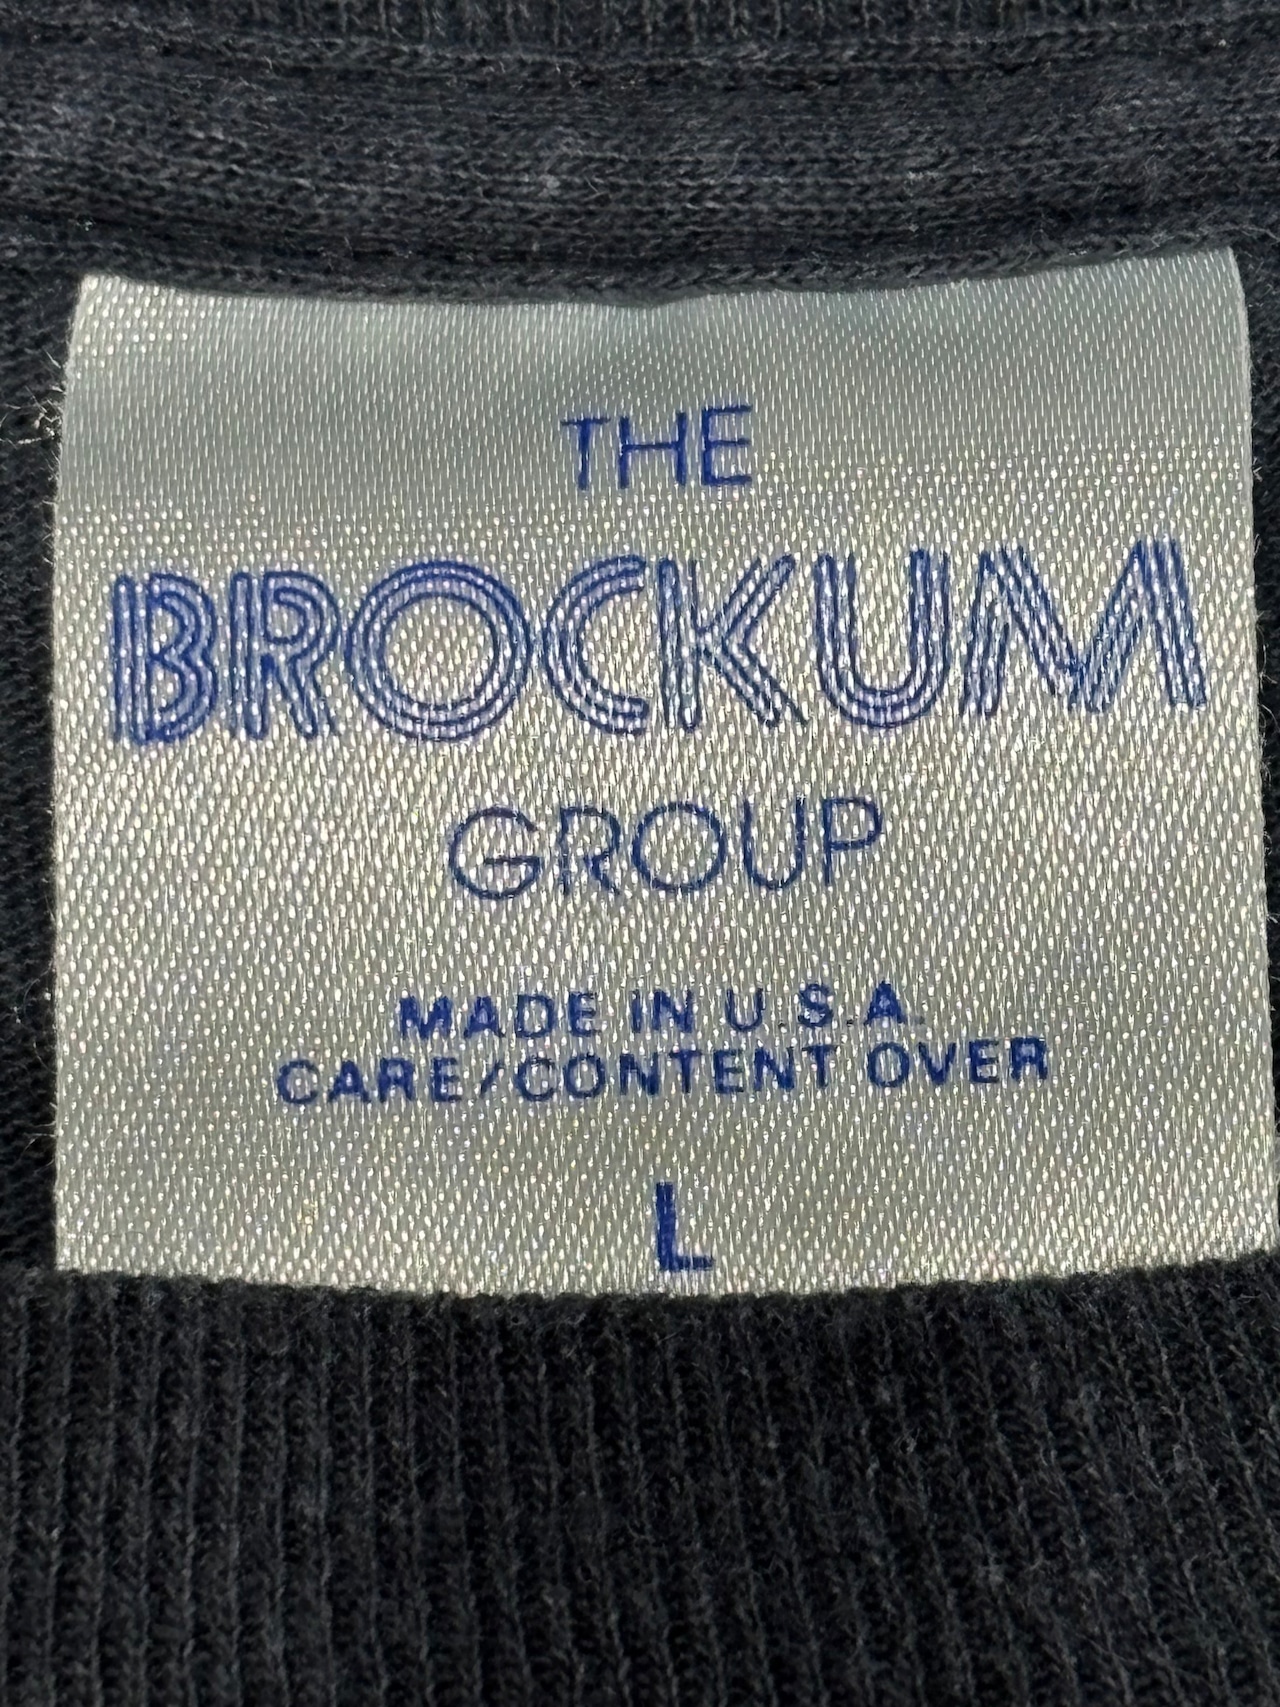 THE
BROCKUM
GROUP
MADE IN U.S.A.
CARE/CONTENT OVER
L